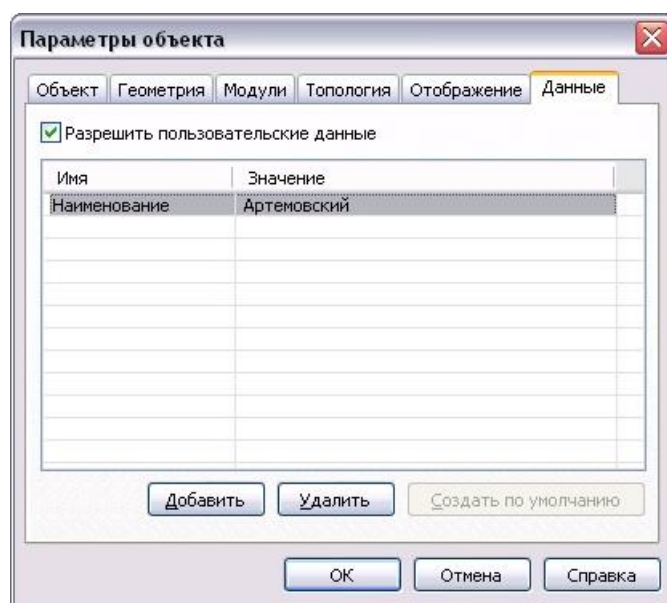 Параметры объекта
Объект Геометрия Модули Топология Отображение Данные
Разрешить пользовательские данные
Имя Значение
Наименование Артемовский
Добавить Удалить Создать по умолчанию
ОК Отмена Справка